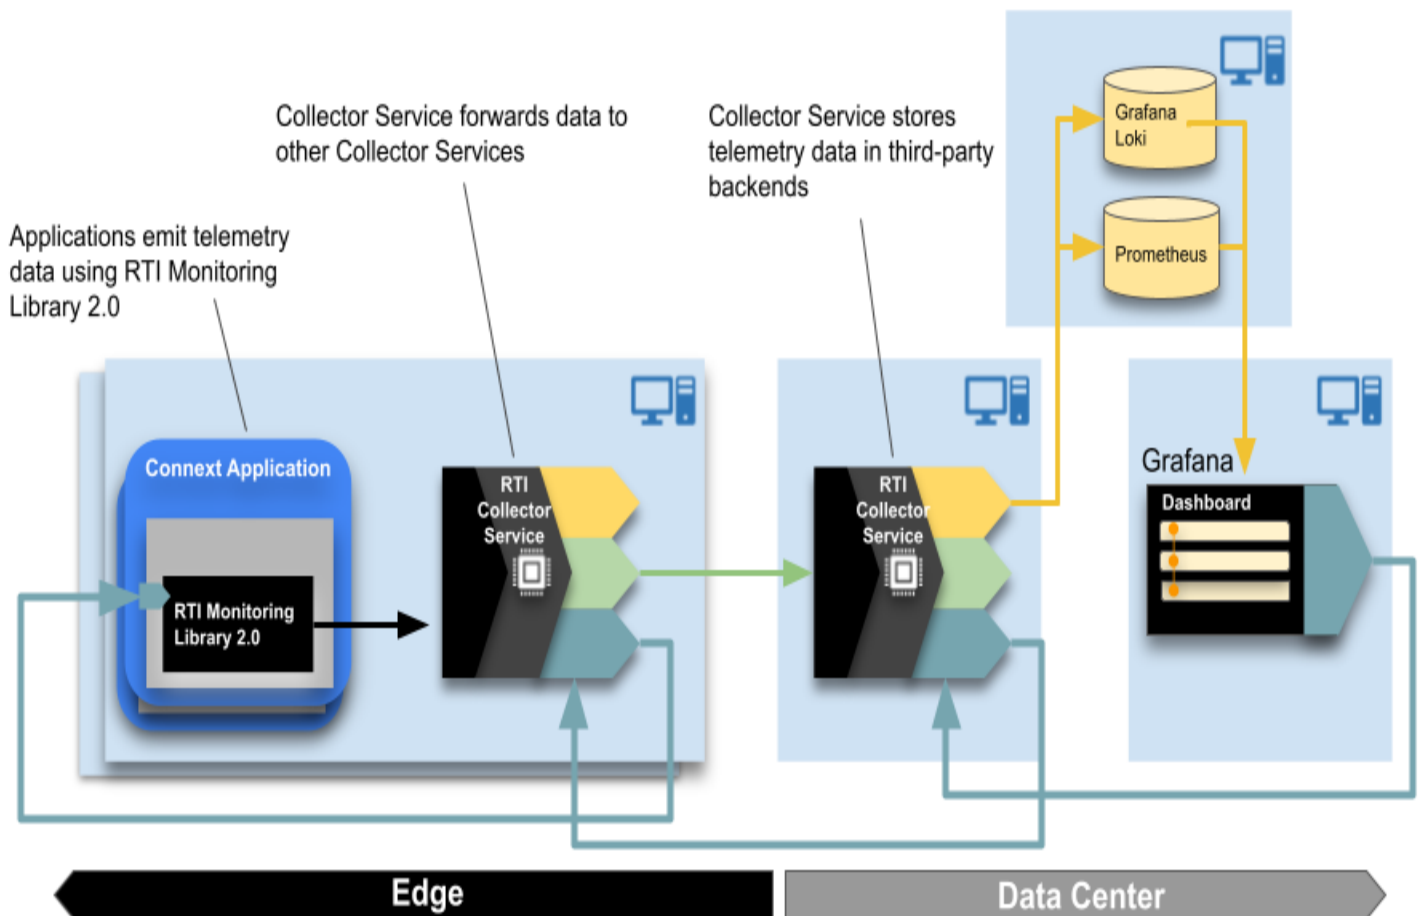 Grafana
Loki
Prometheus
Collector Service forwards data to
other Collector Services
Collector Service stores
telemetry data in third-party
backends
Applications emit telemetry
data using RTI Monitoring
Library 2.0
Connext Application
RTI Monitoring
Library 2.0
RTI
Collector
Service
RTI
Collector
Service
Grafana
Dashboard
Edge
Data Center